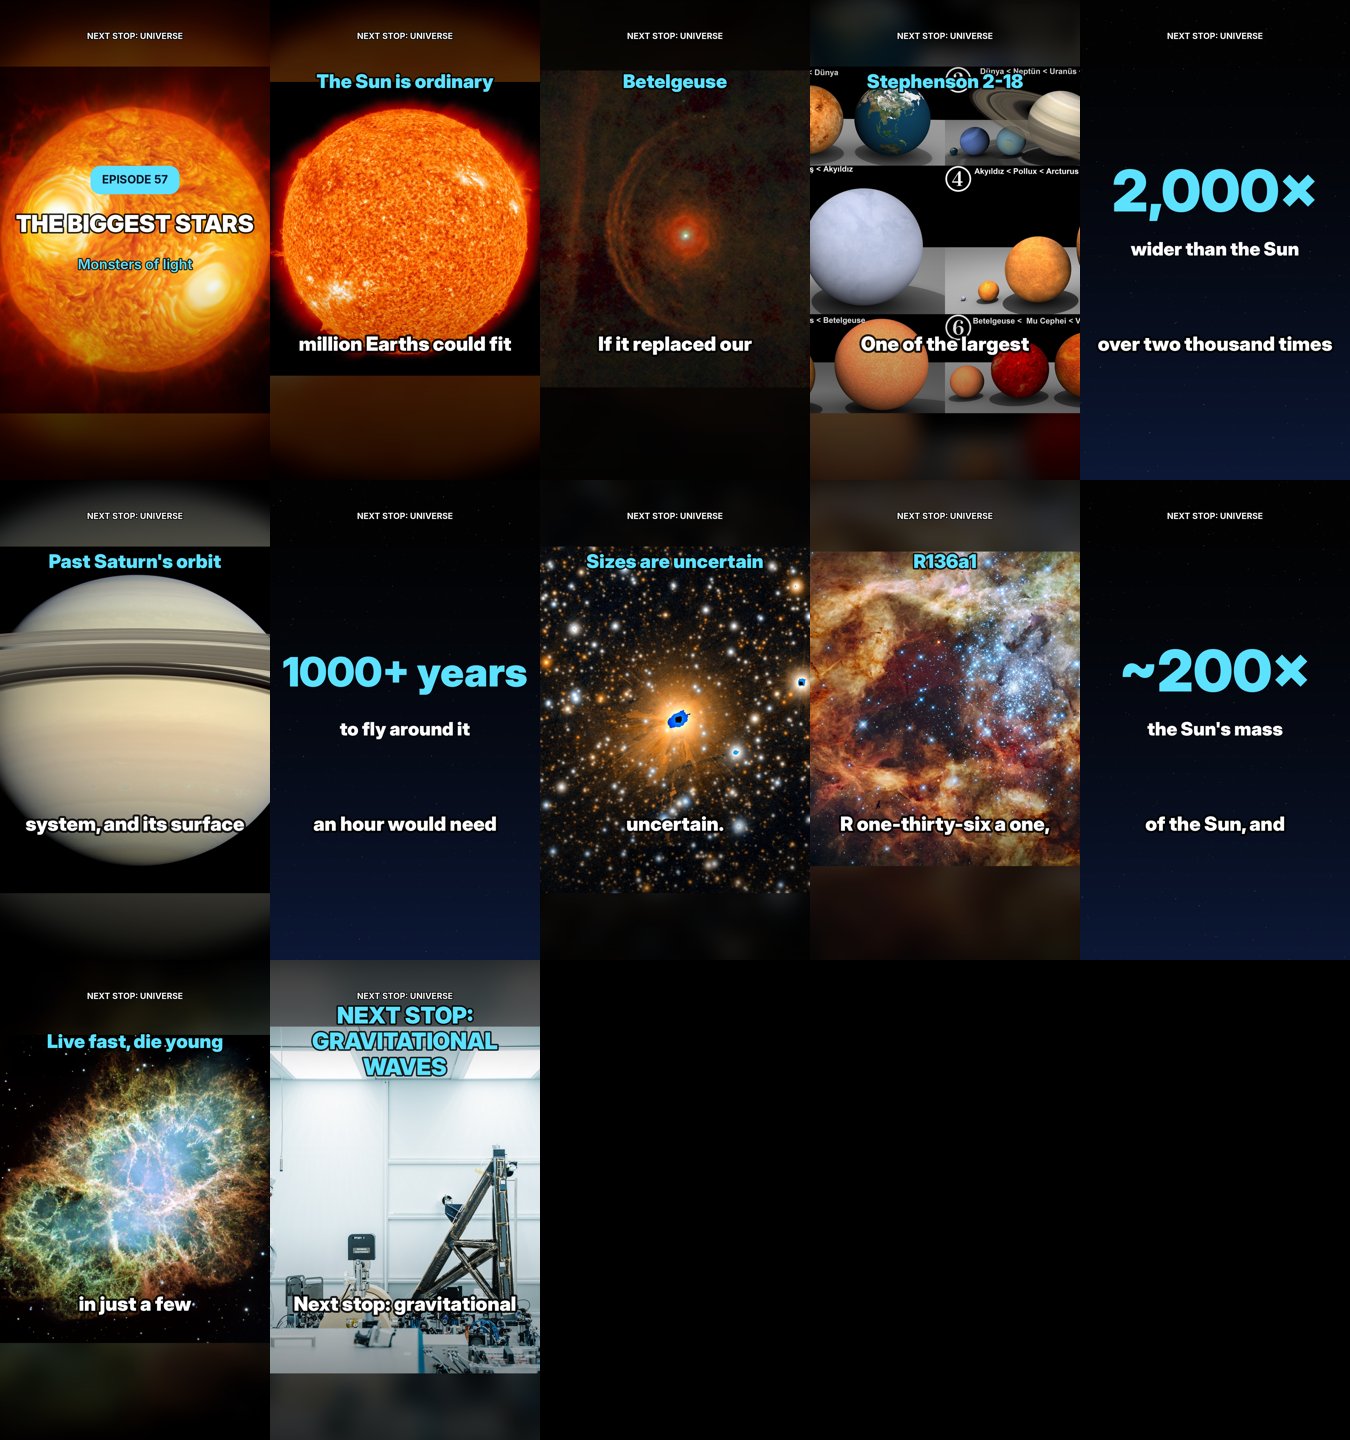 NEXT STOP: UNIVERSE
EPISODE 57
THE BIGGEST STARS
Monsters of light
NEXT STOP: UNIVERSE
The Sun is ordinary
million Earths could fit
NEXT STOP: UNIVERSE
Betelgeuse
If it replaced our
NEXT STOP: UNIVERSE
< Dünya
Dünya < Neptün < Uranüs
Stephenson 2-18
< Akyıldız
4
Akyıldız < Pollux < Arcturus
s < Betelgeuse
6
Betelgeuse < Mu Cephei < V
One of the largest
NEXT STOP: UNIVERSE
2,000×
wider than the Sun
over two thousand times
NEXT STOP: UNIVERSE
Past Saturn's orbit
system, and its surface
NEXT STOP: UNIVERSE
1000+ years
to fly around it
an hour would need
NEXT STOP: UNIVERSE
Sizes are uncertain
uncertain.
NEXT STOP: UNIVERSE
R136a1
R one-thirty-six a one,
NEXT STOP: UNIVERSE
~200×
the Sun's mass
of the Sun, and
NEXT STOP: UNIVERSE
Live fast, die young
in just a few
NEXT STOP: UNIVERSE
NEXT STOP:
GRAVITATIONAL
WAVES
Next stop: gravitational